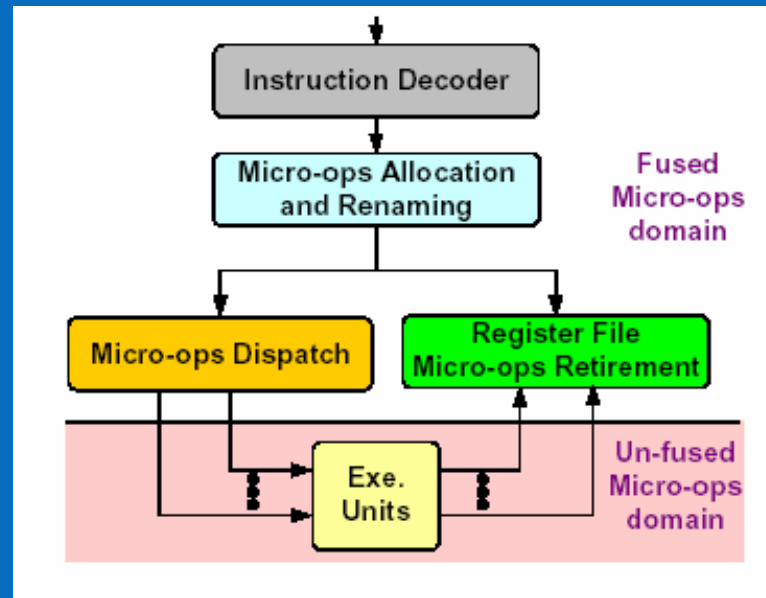 Instruction Decoder
Micro-ops Allocation
and Renaming
Fused
Micro-ops
domain
Micro-ops Dispatch
Register File
Micro-ops Retirement
Exe.
Units
Un-fused
Micro-ops
domain